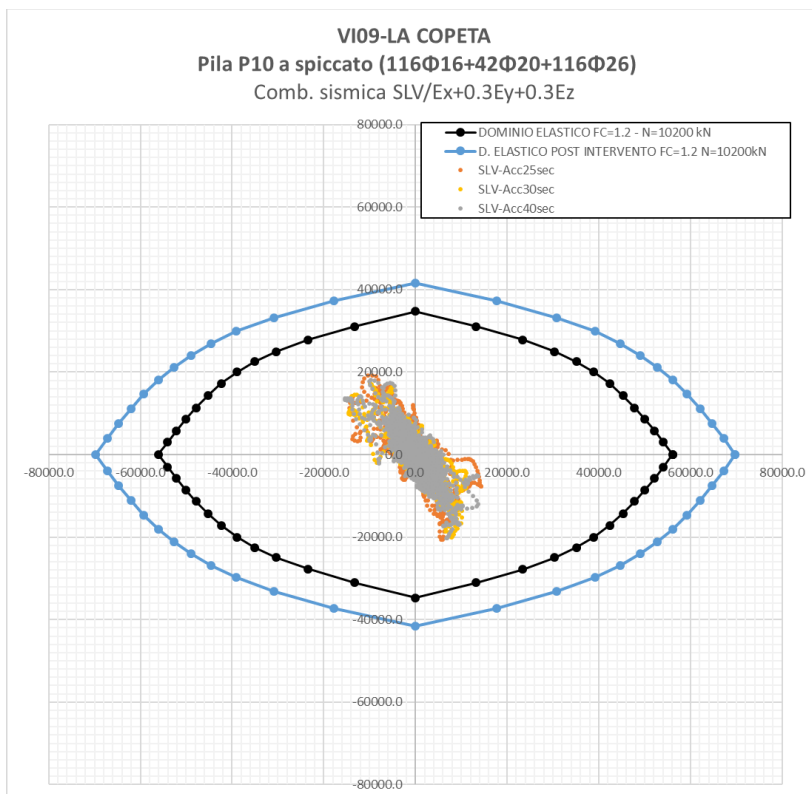 VI09-LA COPETA
Pila P10 a spiccato (116Φ16+42Φ20+116Φ26)
Comb. sismica SLV/Ex+0.3Ey+0.3Ez
80000.0
DOMINIO ELASTICO FC=1.2 - N=10200 kN
D. ELASTICO POST INTERVENTO FC=1.2 N=10200kN
SLV-Acc25sec
SLV-Acc30sec
SLV-Acc40sec
60000.0
40000.0
20000.0
0.0
-80000.0 -60000.0 -40000.0 -20000.0 0.0 20000.0 40000.0 60000.0 80000.0
-20000.0
-40000.0
-60000.0
-80000.0